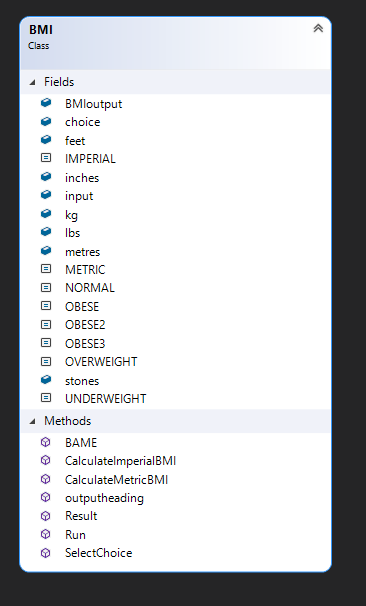 BMI
Class
Fields
BMIoutput
choice
feet
IMPERIAL
inches
input
kg
lbs
metres
METRIC
NORMAL
OBESE
OBESE2
OBESE3
OVERWEIGHT
stones
UNDERWEIGHT
Methods
BAME
CalculateImperialBMI
CalculateMetricBMI
outputheading
Result
Run
SelectChoice